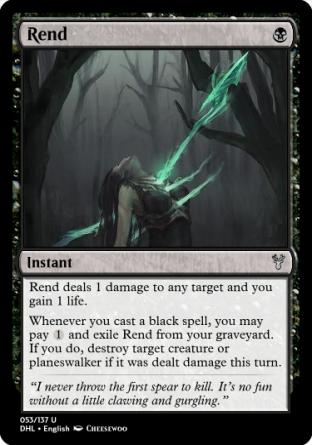 Rend
Instant
Rend deals 1 damage to any target and you
gain 1 life.
Whenever you cast a black spell, you may
pay 1 and exile Rend from your graveyard.
If you do, destroy target creature or
planeswalker if it was dealt damage this turn.
“I never throw the first spear to kill. It’s no fun
without a little clawing and gurgling.”
053/137 U
DHL • English Cheesewoo